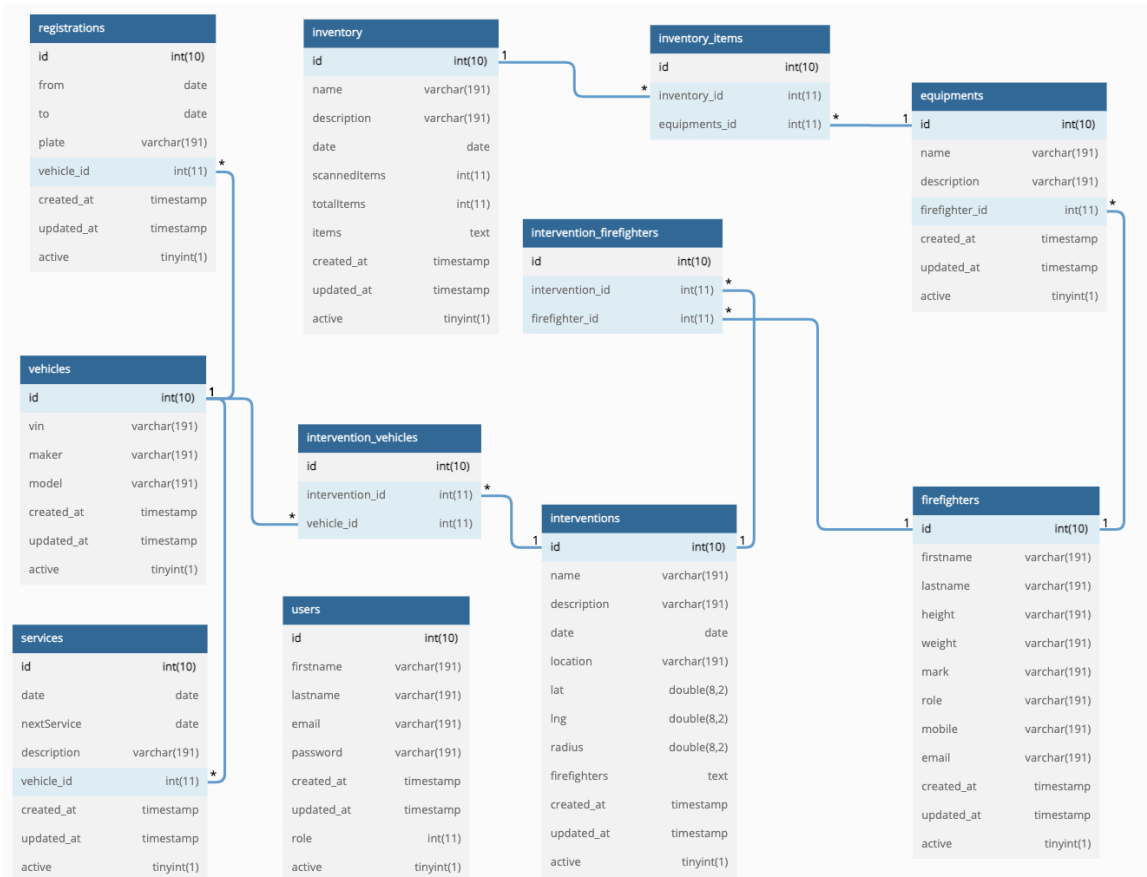 registrations
id int(10)
from date
to date
plate varchar(191)
vehicle_id int(11) *
created_at timestamp
updated_at timestamp
active tinyint(1)
inventory
id int(10) 1
name varchar(191)
description varchar(191)
date date
scannedItems int(11)
totalItems int(11)
items text
created_at timestamp
updated_at timestamp
active tinyint(1)
inventory_items
id int(10)
* inventory_id int(11)
equipments_id int(11) *
equipments
1 id int(10)
name varchar(191)
description varchar(191)
firefighter_id int(11) *
created_at timestamp
updated_at timestamp
active tinyint(1)
intervention_firefighters
id int(10)
intervention_id int(11) *
firefighter_id int(11) *
vehicles
id int(10) 1
vin varchar(191)
maker varchar(191)
model varchar(191)
created_at timestamp
updated_at timestamp
active tinyint(1)
intervention_vehicles
id int(10)
intervention_id int(11) *
* vehicle_id int(11)
interventions
1 id int(10) 1
name varchar(191)
description varchar(191)
date date
location varchar(191)
lat double(8,2)
lng double(8,2)
radius double(8,2)
firefighters text
created_at timestamp
updated_at timestamp
active tinyint(1)
firefighters
1 id int(10) 1
firstname varchar(191)
lastname varchar(191)
height varchar(191)
weight varchar(191)
mark varchar(191)
role varchar(191)
mobile varchar(191)
email varchar(191)
created_at timestamp
updated_at timestamp
active tinyint(1)
services
id int(10)
date date
nextService date
description varchar(191)
vehicle_id int(11) *
created_at timestamp
updated_at timestamp
active tinyint(1)
users
id int(10)
firstname varchar(191)
lastname varchar(191)
email varchar(191)
password varchar(191)
created_at timestamp
updated_at timestamp
role int(11)
active tinyint(1)